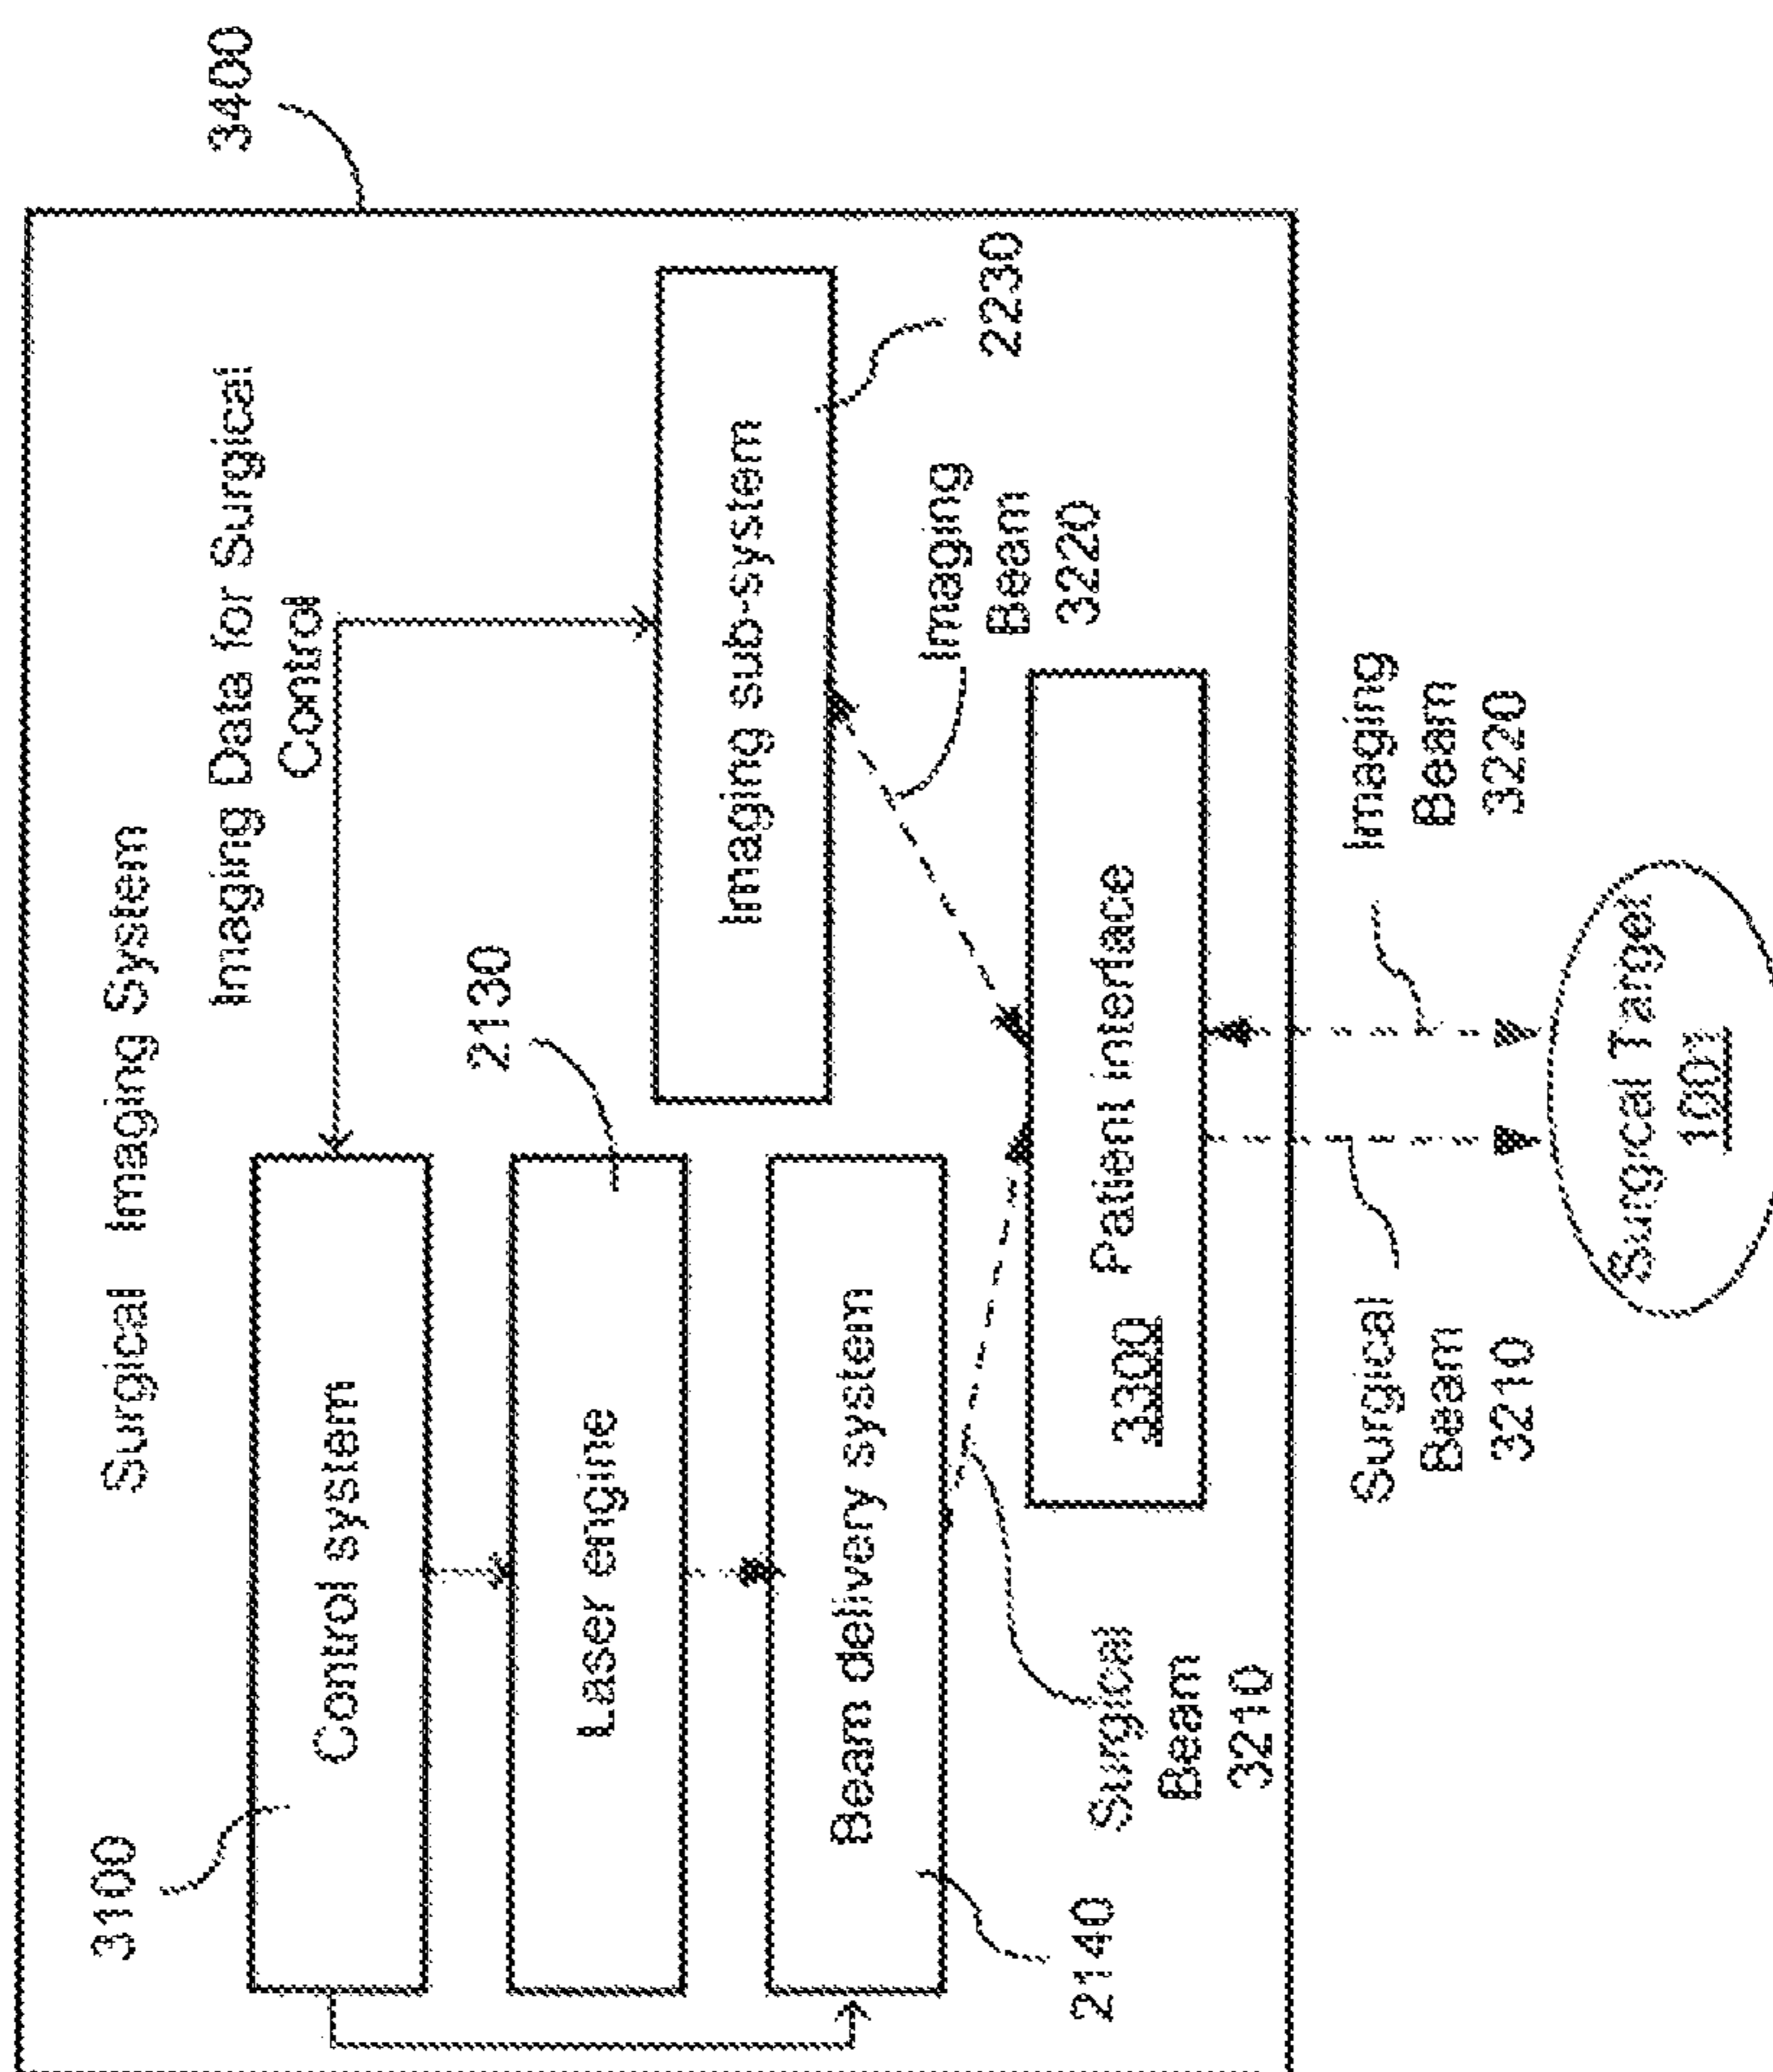 3400
Surgical Imaging System
Imaging Data for Surgical
Control
3100
Control system
2130
Laser engine
Imaging sub-system
2230
Beam delivery system
2140
Imaging
Beam
3220
Surgical
Beam
3210
Patient interface
3300
Surgical
Beam
3210
Imaging
Beam
3220
Surgical Target
1001